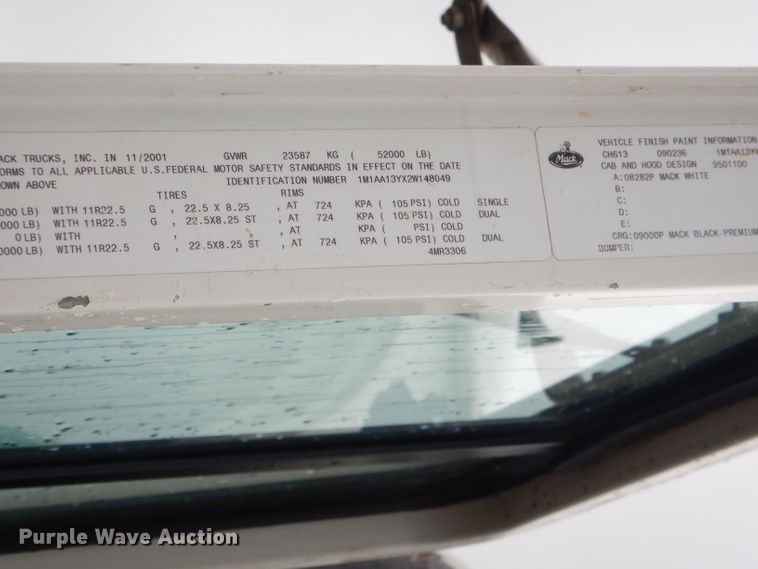 ACK TRUCKS, INC. IN 11/2001 GVWR 23587 KG ( 52000 LB)
ORMS TO ALL APPLICABLE U.S.FEDERAL MOTOR SAFETY STANDARDS IN EFFECT ON THE DATE
OWN ABOVE IDENTIFICATION NUMBER 1M1AA13YX2W148049
TIRES RIMS
000 LB) WITH 11R22.5 G , 22.5 X 8.25 , AT 724 KPA ( 105 PSI) COLD SINGLE
000 LB) WITH 11R22.5 G , 22.5X8.25 ST , AT 724 KPA ( 105 PSI) COLD DUAL
0 LB) WITH , , AT KPA ( PSI) COLD
0000 LB) WITH 11R22.5 G , 22.5X8.25 ST , AT 724 KPA ( 105 PSI) COLD DUAL
4MR3306
Mack
VEHICLE FINISH PAINT INFORMATION
CH613 090236
CAB AND HOOD DESIGN 9501100
A:08282P MACK WHITE
B:
C:
D:
E:
CRG:09000P MACK BLACK-PREMIUM
BUMPER:
Purple Wave Auction